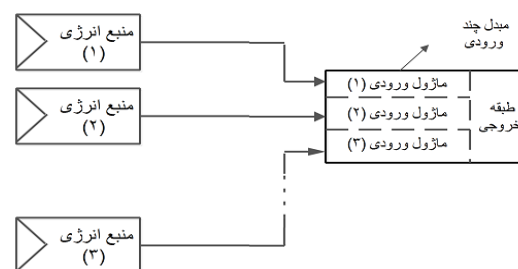 منبع انرژی
(۱)
منبع انرژی
(۲)
منبع انرژی
(۳)
مبدل چند
ورودی
ماژول ورودی (۱)
ماژول ورودی (۲)
ماژول ورودی (۳)
طبقه
خروجی